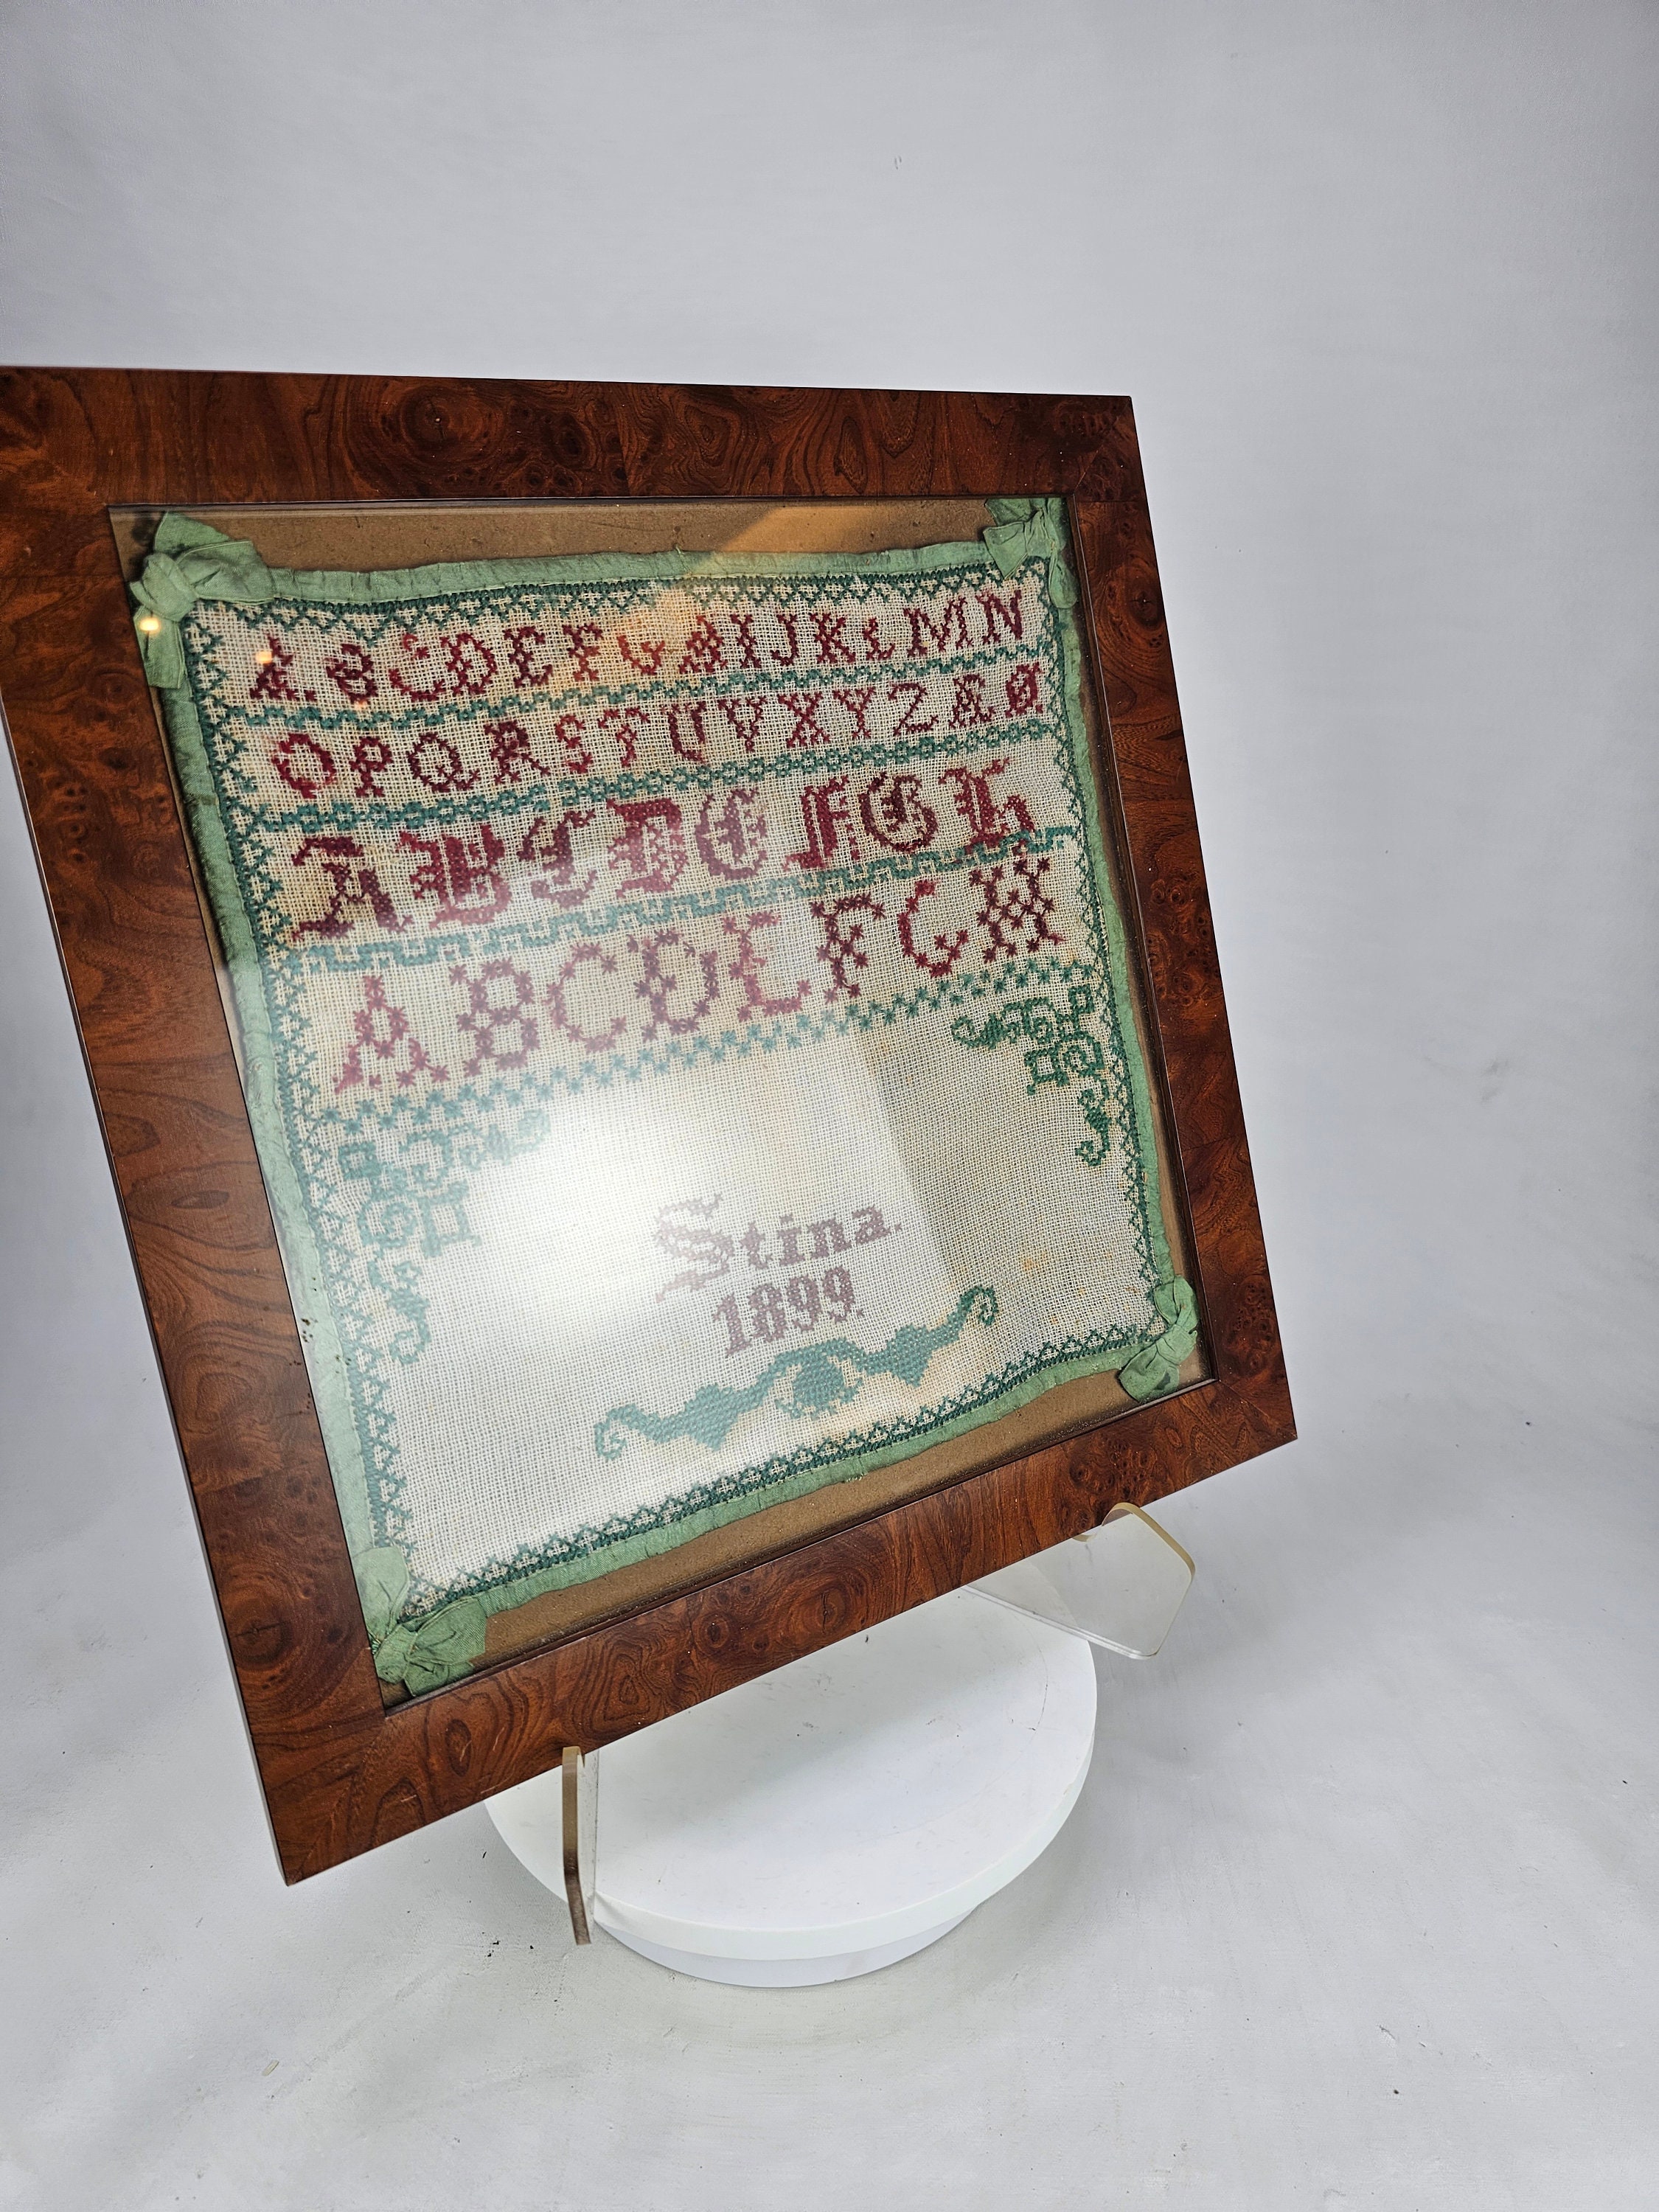 ABCDEFGHIJKLMN
OPQRSTUVXYZÆØ
ABCDEFGH
ABCDEFGH
Stina.
1899.